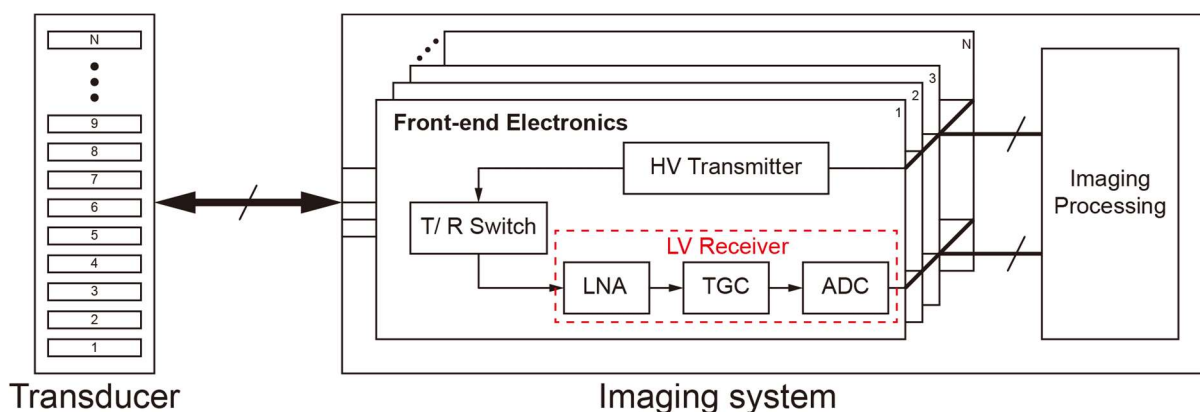 N
9
8
7
6
5
4
3
2
1
Transducer
N
3
2
1
Front-end Electronics
HV Transmitter
T/ R Switch
LV Receiver
LNA
TGC
ADC
Imaging
Processing
Imaging system